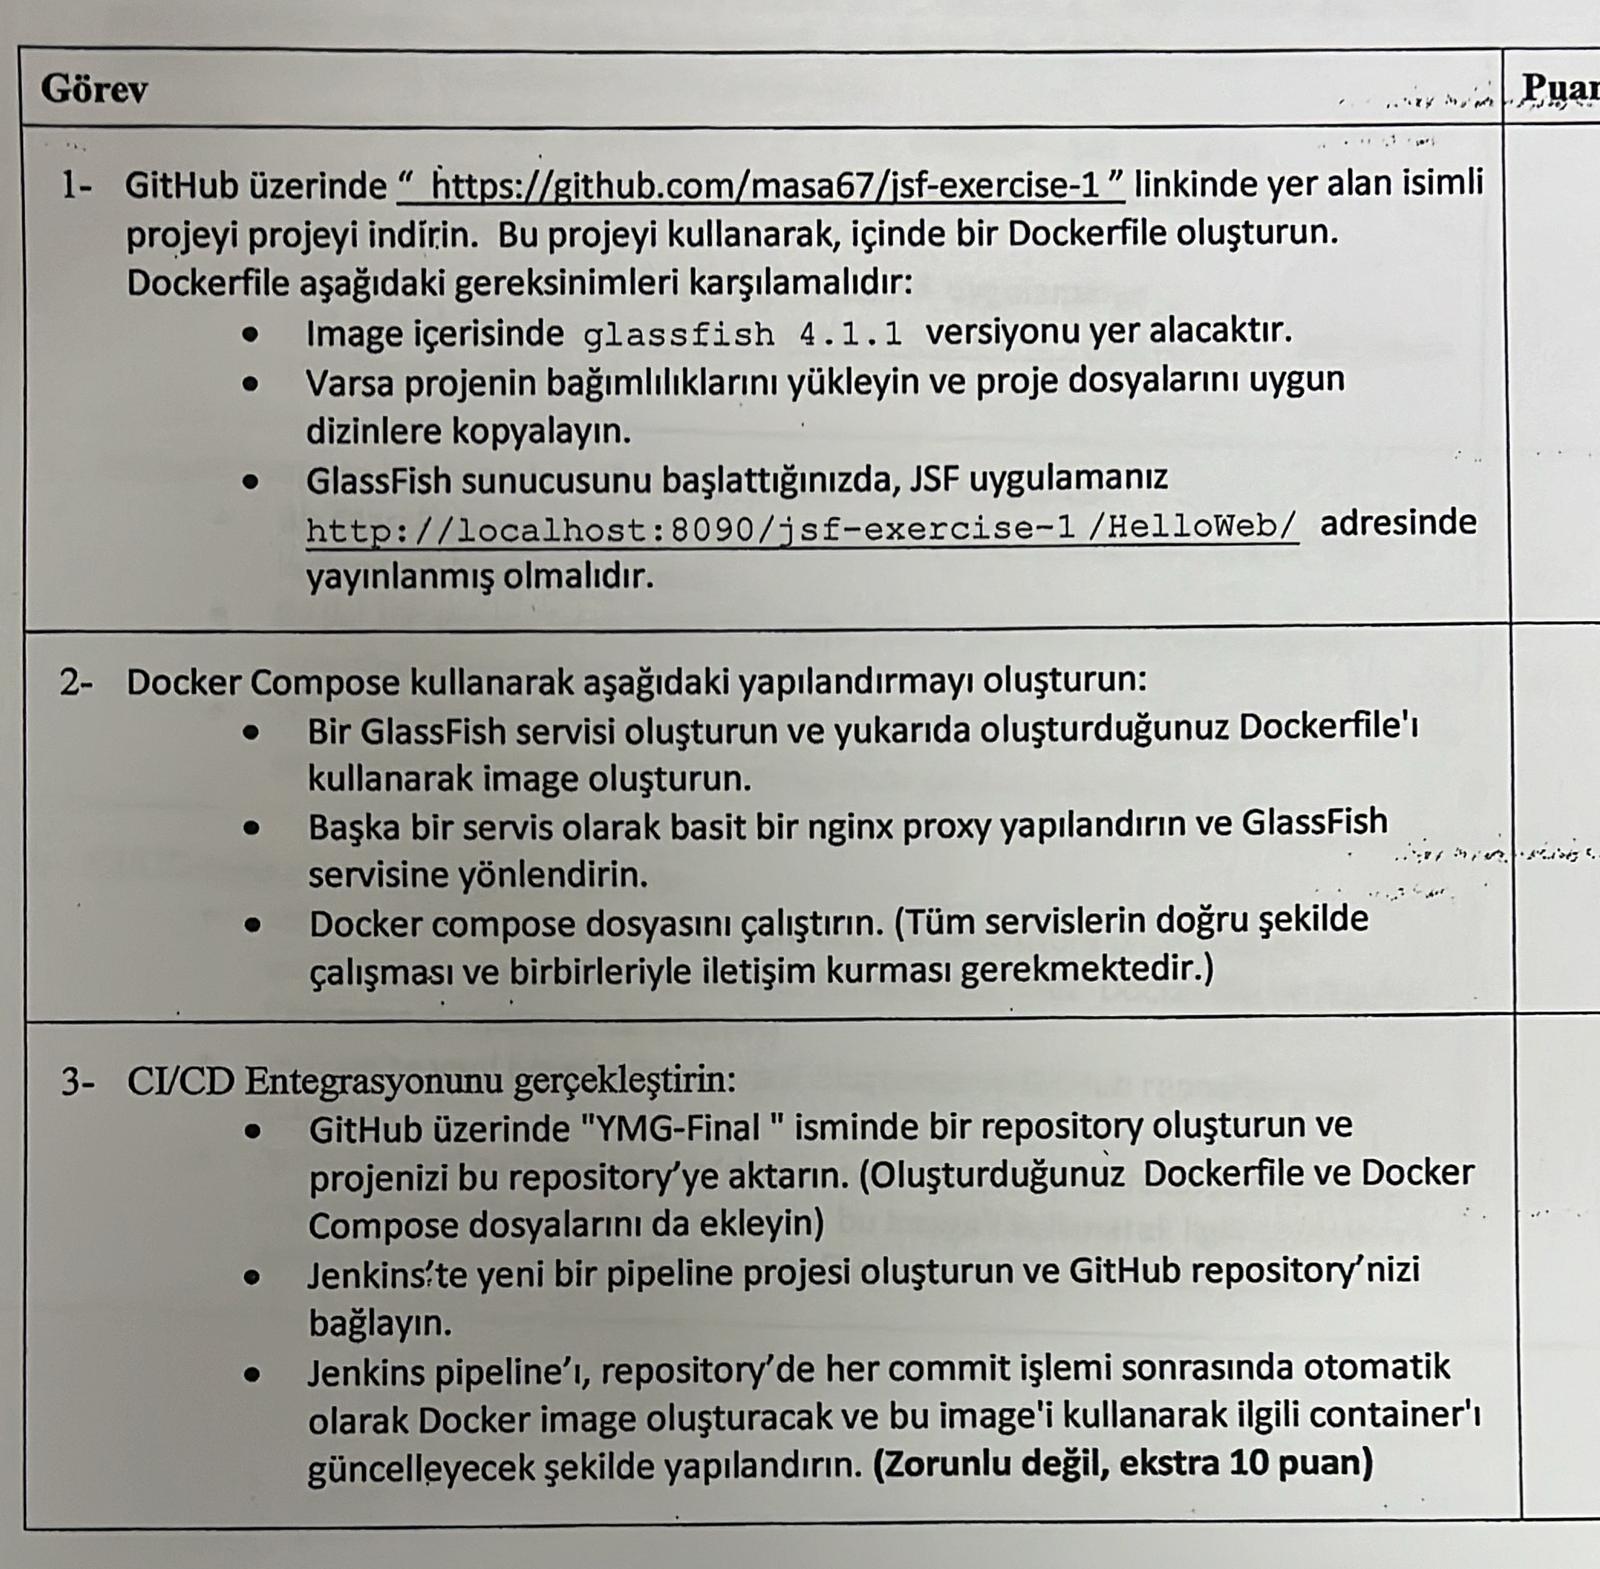 Görev
1- GitHub üzerinde “ https://github.com/masa67/jsf-exercise-1 ” linkinde yer alan isimli
projeyi projeyi indirin. Bu projeyi kullanarak, içinde bir Dockerfile oluşturun.
Dockerfile aşağıdaki gereksinimleri karşılamalıdır:
• Image içerisinde glassfish 4.1.1 versiyonu yer alacaktır.
• Varsa projenin bağımlılıklarını yükleyin ve proje dosyalarını uygun
dizinlere kopyalayın.
• GlassFish sunucusunu başlattığınızda, JSF uygulamanız
http://localhost:8090/jsf-exercise-1 /HelloWeb/ adresinde
yayınlanmış olmalıdır.
2- Docker Compose kullanarak aşağıdaki yapılandırmayı oluşturun:
• Bir GlassFish servisi oluşturun ve yukarıda oluşturduğunuz Dockerfile'ı
kullanarak image oluşturun.
• Başka bir servis olarak basit bir nginx proxy yapılandırın ve GlassFish
servisine yönlendirin.
• Docker compose dosyasını çalıştırın. (Tüm servislerin doğru şekilde
çalışması ve birbirleriyle iletişim kurması gerekmektedir.)
3- CI/CD Entegrasyonunu gerçekleştirin:
• GitHub üzerinde "YMG-Final " isminde bir repository oluşturun ve
projenizi bu repository’ye aktarın. (Oluşturduğunuz Dockerfile ve Docker
Compose dosyalarını da ekleyin)
• Jenkins’te yeni bir pipeline projesi oluşturun ve GitHub repository’nizi
bağlayın.
• Jenkins pipeline’ı, repository’de her commit işlemi sonrasında otomatik
olarak Docker image oluşturacak ve bu image'i kullanarak ilgili container'ı
güncelleyecek şekilde yapılandırın. (Zorunlu değil, ekstra 10 puan)